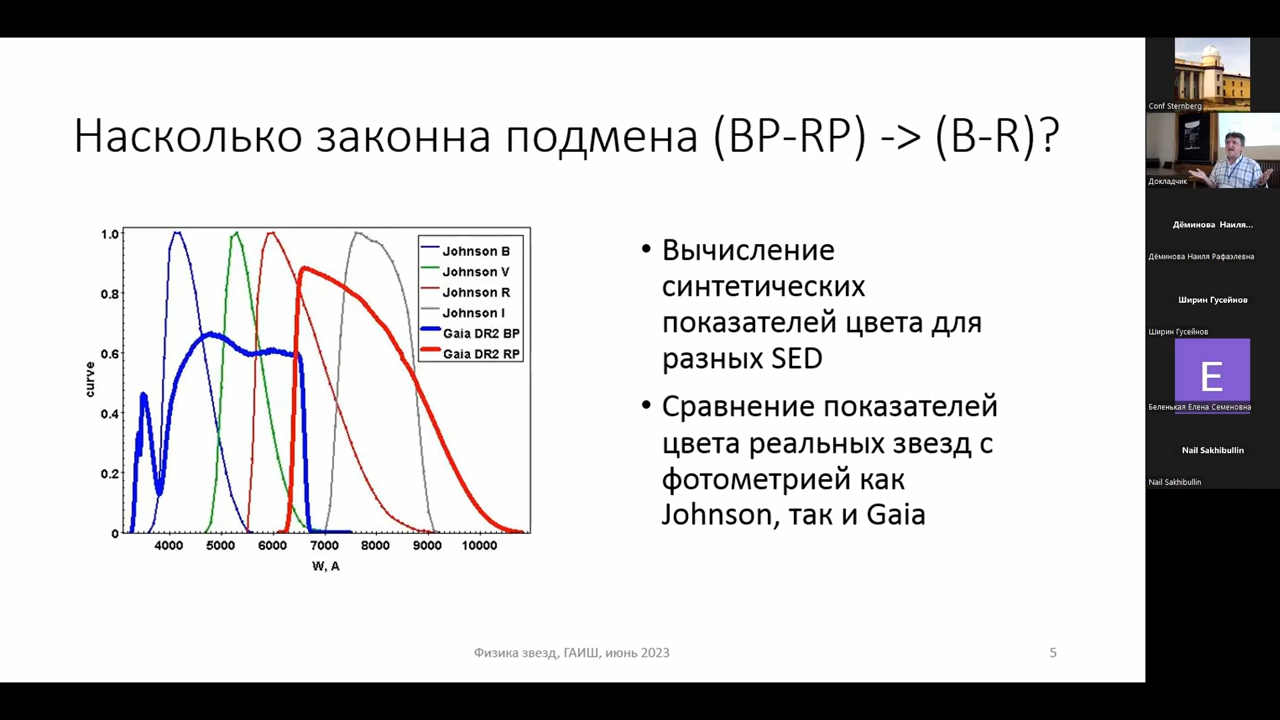 Насколько законна подмена (BP-RP) -> (B-R)?
1.0
0.8
0.6
0.4
0.2
0
curve
4000 5000 6000 7000 8000 9000 10000
W, A
Johnson B
Johnson V
Johnson R
Johnson I
Gaia DR2 BP
Gaia DR2 RP
• Вычисление
синтетических
показателей цвета для
разных SED
• Сравнение показателей
цвета реальных звезд с
фотометрией как
Johnson, так и Gaia
Физика звезд, ГАИШ, июнь 2023
5
Conf Sternberg
Докладчик
Дёминова Наиля...
Дёминова Наиля Рафаэлевна
Ширин Гусейнов
Ширин Гусейнов
E
Беленькая Елена Семеновна
Nail Sakhibullin
Nail Sakhibullin